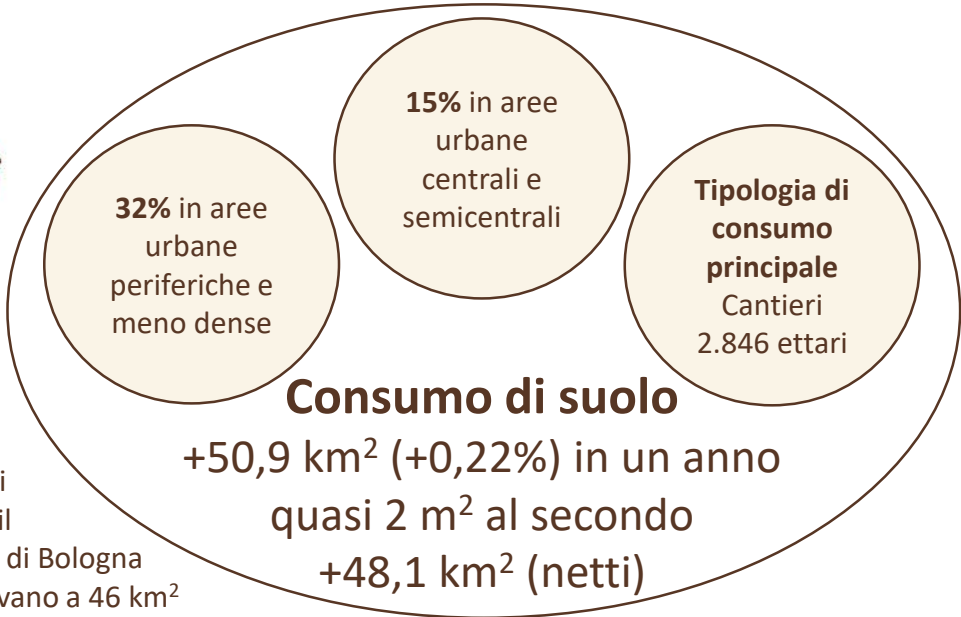 15% in aree
urbane
centrali e
semicentrali
32% in aree
urbane
periferiche e
meno dense
Tipologia di
consumo
principale
Cantieri
2.846 ettari
Consumo di suolo
+50,9 km² (+0,22%) in un anno
quasi 2 m² al secondo
+48,1 km² (netti)
i
il
di Bologna
vano a 46 km²